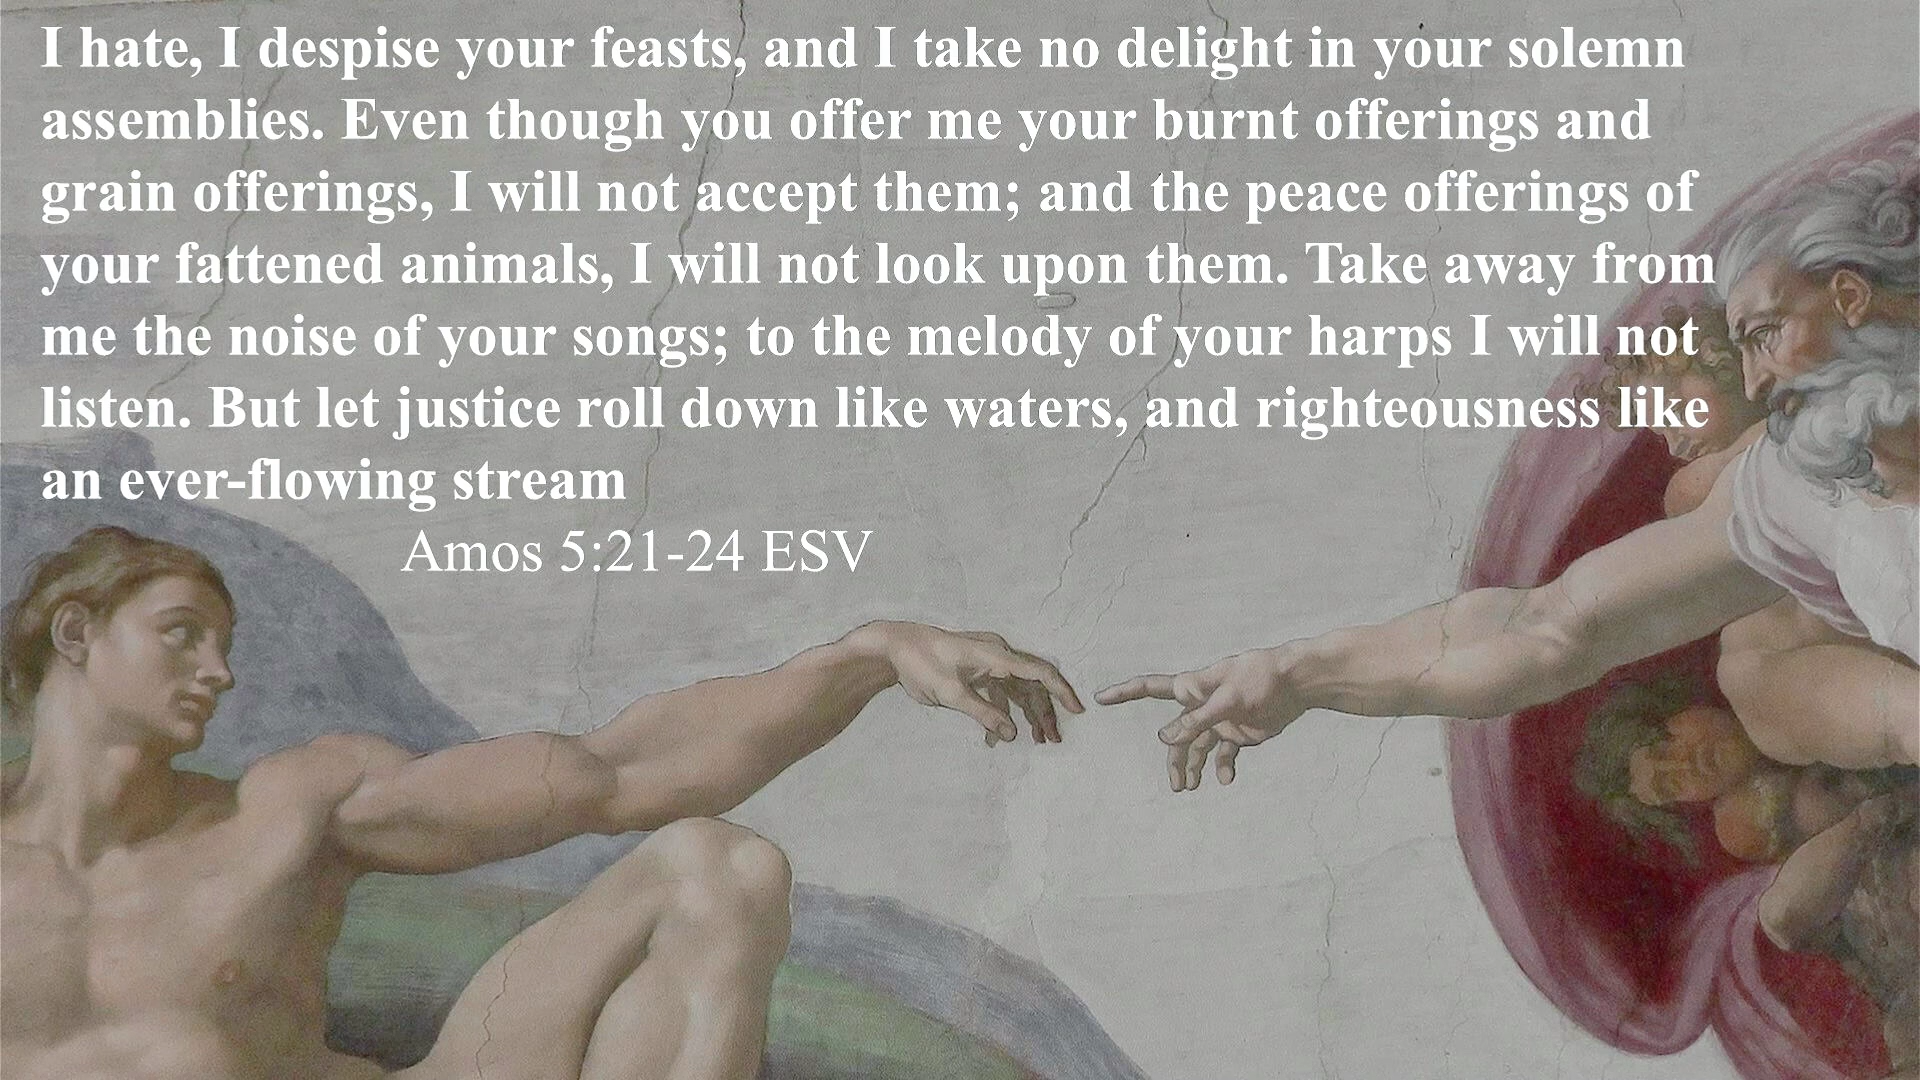 I hate, I despise your feasts, and I take no delight in your solemn
assemblies. Even though you offer me your burnt offerings and
grain offerings, I will not accept them; and the peace offerings of
your fattened animals, I will not look upon them. Take away from
me the noise of your songs; to the melody of your harps I will not
listen. But let justice roll down like waters, and righteousness like
an ever-flowing stream
Amos 5:21-24 ESV